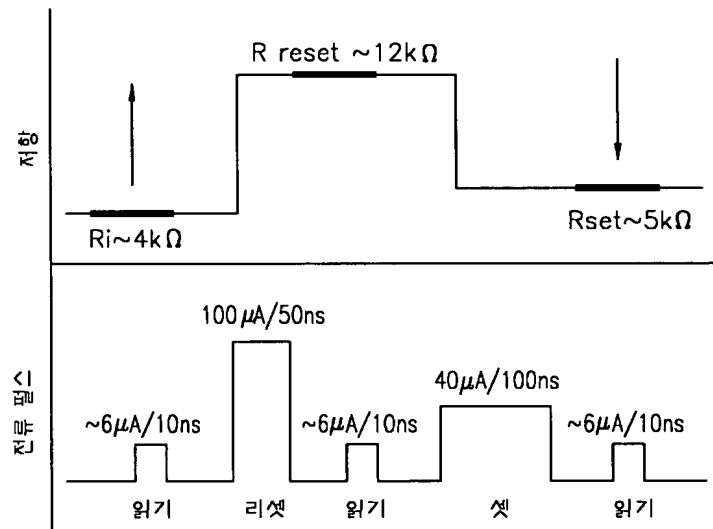 R reset ~12kΩ
저항
Ri~4kΩ
Rset~5kΩ
100μA/50ns
40μA/100ns
~6μA/10ns
~6μA/10ns
~6μA/10ns
전류 펄스
읽기
리셋
읽기
셋
읽기